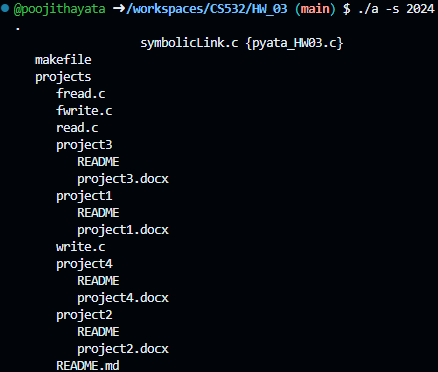 @poojithayata ➜/workspaces/CS532/HW_03 (main) $ ./a -s 2024
.
symbolicLink.c {pyata_HW03.c}
makefile
projects
fread.c
fwrite.c
read.c
project3
README
project3.docx
project1
README
project1.docx
write.c
project4
README
project4.docx
project2
README
project2.docx
README.md